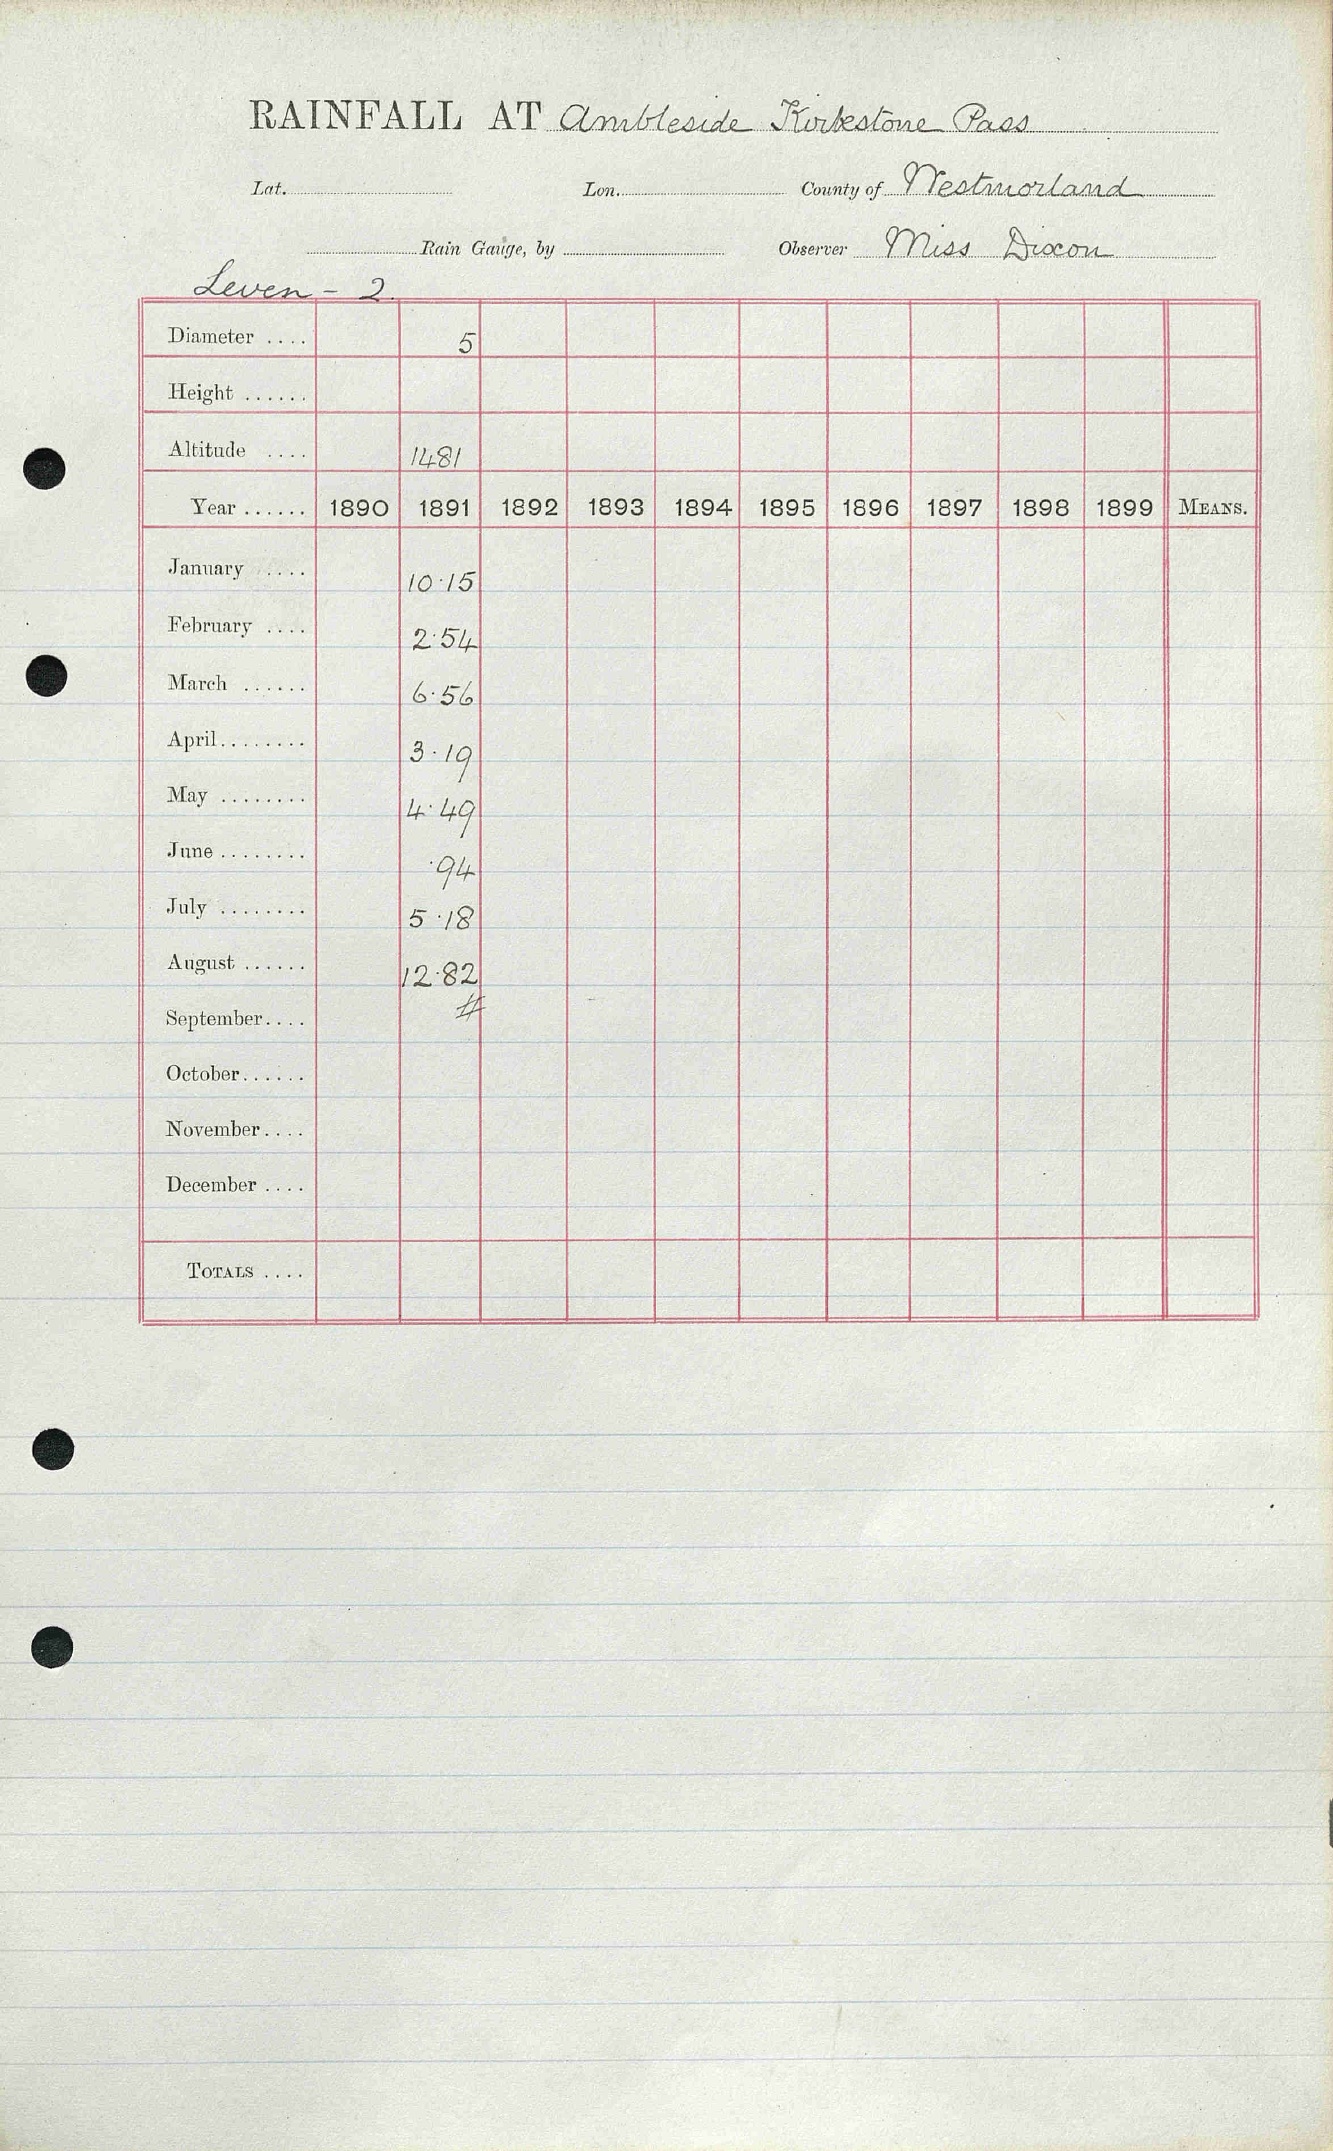 RAINFALL AT Ambleside Kirkestone Pass
Lat. Lon. County of Westmorland
Rain Gauge, by Observer Miss Dixon
Leven - 2.
Diameter .... 5
Height ......
Altitude .... 1481
Year ...... 1890 1891 1892 1893 1894 1895 1896 1897 1898 1899 MEANS.
January .... 10·15
February .... 2·54
March ...... 6·56
April........ 3·19
May ........ 4·49
June ........ ·94
July ........ 5·18
August ...... 12·82
#
September....
October......
November....
December ....
TOTALS ....